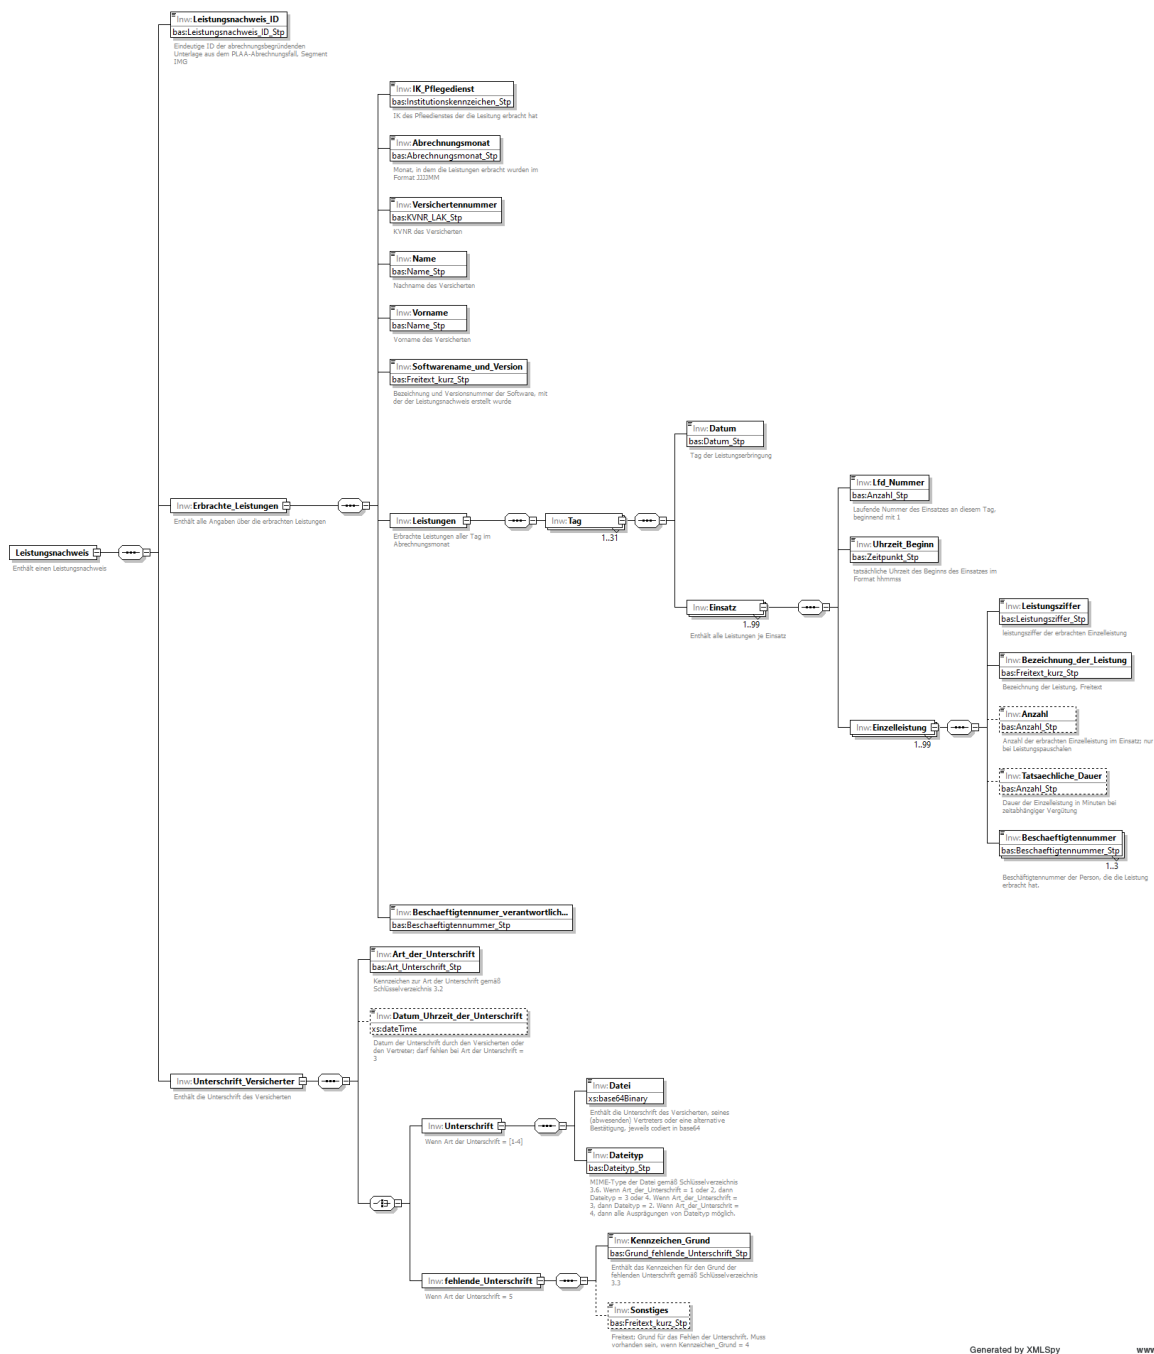 lnw:Leistungsnachweis_ID
bas:Leistungsnachweis_ID_Stp
Eindeutige ID der abrechnungsbegründenden
Unterlage aus dem PLAA-Abrechnungsfall, Segment
IMG
lnw:IK_Pflegedienst
bas:Institutionskennzeichen_Stp
IK des Pfleedienstes der die Lesitung erbracht hat
lnw:Abrechnungsmonat
bas:Abrechnungsmonat_Stp
Monat, in dem die Leistungen erbracht wurden im
Format JJJJMM
lnw:Versichertennummer
bas:KVNR_LAK_Stp
KVNR des Versicherten
lnw:Name
bas:Name_Stp
Nachname des Versicherten
lnw:Vorname
bas:Name_Stp
Vorname des Versicherten
lnw:Softwarename_und_Version
bas:Freitext_kurz_Stp
Bezeichnung und Versionsnummer der Software, mit
der der Leistungsnachweis erstellt wurde
lnw:Datum
bas:Datum_Stp
Tag der Leistungserbringung
lnw:Lfd_Nummer
bas:Anzahl_Stp
Laufende Nummer des Einsatzes an diesem Tag,
beginnend mit 1
lnw:Erbrachte_Leistungen
Enthält alle Angaben über die erbrachten Leistungen
lnw:Leistungen
Erbrachte Leistungen aller Tag im
Abrechnungsmonat
lnw:Tag
1..31
lnw:Uhrzeit_Beginn
bas:Zeitpunkt_Stp
tatsächliche Uhrzeit des Beginns des Einsatzes im
Format hhmmss
Leistungsnachweis
Enthält einen Leistungsnachweis
lnw:Einsatz
1..99
Enthält alle Leistungen je Einsatz
lnw:Leistungsziffer
bas:Leistungsziffer_Stp
leistungsziffer der erbrachten Einzelleistung
lnw:Bezeichnung_der_Leistung
bas:Freitext_kurz_Stp
Bezeichnung der Leistung, Freitext
lnw:Einzelleistung
1..99
lnw:Anzahl
bas:Anzahl_Stp
Anzahl der erbrachten Einzelleistung im Einsatz; nur
bei Leistungspauschalen
lnw:Tatsaechliche_Dauer
bas:Anzahl_Stp
Dauer der Einzelleistung in Minuten bei
zeitabhängiger Vergütung
lnw:Beschaeftigtennummer
bas:Beschaeftigtennummer_Stp
1..3
Beschäftigtennummer der Person, die die Leistung
erbracht hat.
lnw:Beschaeftigtennumer_verantwortlich...
bas:Beschaeftigtennummer_Stp
lnw:Art_der_Unterschrift
bas:Art_Unterschrift_Stp
Kennzeichen zur Art der Unterschrift gemäß
Schlüsselverzeichnis 3.2
lnw:Datum_Uhrzeit_der_Unterschrift
xs:dateTime
Datum der Unterschrift durch den Versicherten oder
den Vertreter; darf fehlen bei Art der Unterschrift =
3
lnw:Unterschrift_Versicherter
Enthält die Unterschrift des Versicherten
lnw:Datei
xs:base64Binary
Enthält die Unterschrift des Versicherten, seines
(abwesenden) Vertreters oder eine alternative
Bestätigung, jeweils codiert in base64
lnw:Unterschrift
Wenn Art der Unterschrift = [1-4]
lnw:Dateityp
bas:Dateityp_Stp
MIME-Type der Datei gemäß Schlüsselverzeichnis
3.6. Wenn Art_der_Unterschrift = 1 oder 2, dann
Dateityp = 3 oder 4. Wenn Art_der_Unterschrift =
3, dann Dateityp = 2. Wenn Art_der_Unterschrit =
4, dann alle Ausprägungen von Dateityp möglich.
lnw:Kennzeichen_Grund
bas:Grund_fehlende_Unterschrift_Stp
Enthält das Kennzeichen für den Grund der
fehlenden Unterschrift gemäß Schlüsselverzeichnis
3.3
lnw:fehlende_Unterschrift
Wenn Art der Unterschrift = 5
lnw:Sonstiges
bas:Freitext_kurz_Stp
Freitext: Grund für das Fehlen der Unterschrift. Muss
vorhanden sein, wenn Kennzeichen_Grund = 4
Generated by XMLSpy
www